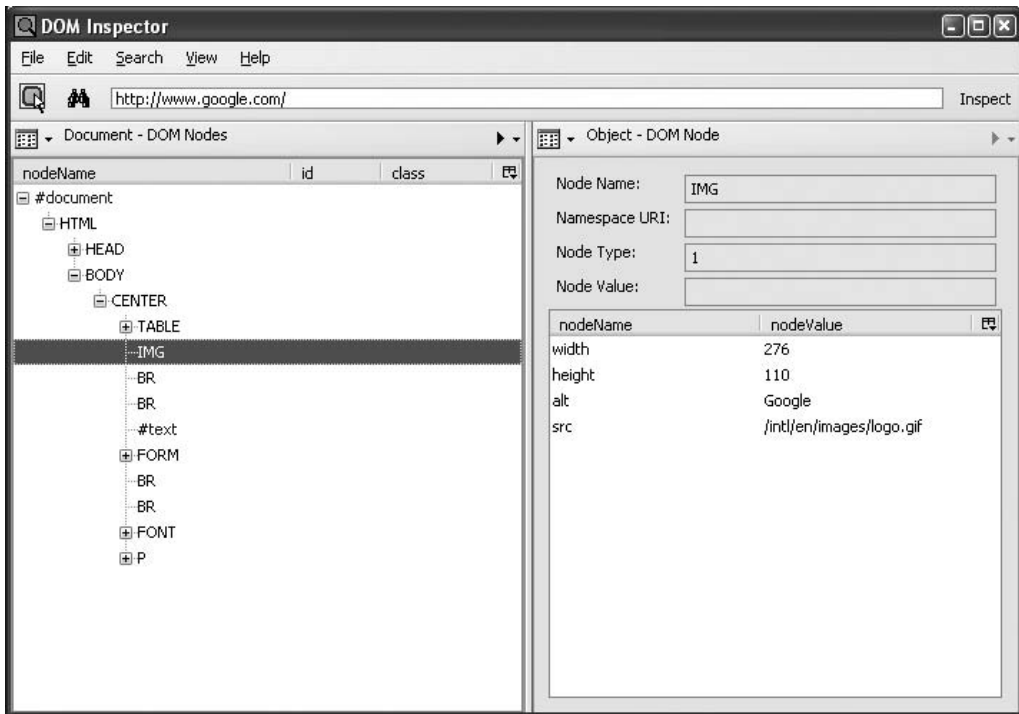 DOM Inspector
File Edit Search View Help
http://www.google.com/ Inspect
Document - DOM Nodes
nodeName id class
#document
HTML
HEAD
BODY
CENTER
TABLE
IMG
BR
BR
#text
FORM
BR
BR
FONT
P
Object - DOM Node
Node Name: IMG
Namespace URI:
Node Type: 1
Node Value:
nodeName nodeValue
width 276
height 110
alt Google
src /intl/en/images/logo.gif